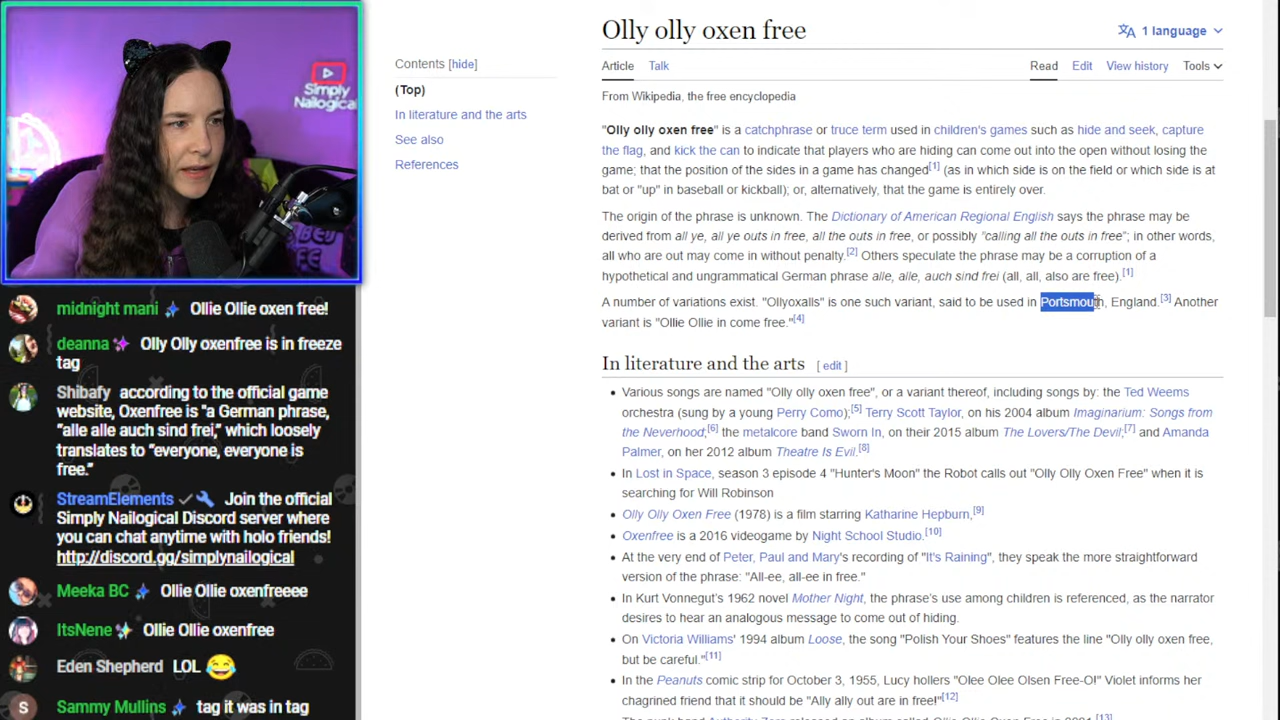 Simply
Nailogical
midnight mani Ollie Ollie oxen free!
deanna Olly Olly oxenfree is in freeze
tag
Shibafy according to the official game
website, Oxenfree is "a German phrase,
"alle alle auch sind frei," which loosely
translates to "everyone, everyone is
free."
StreamElements Join the official
Simply Nailogical Discord server where
you can chat anytime with holo friends!
http://discord.gg/simplynailogical
Meeka BC Ollie Ollie oxenfreeee
ItsNene Ollie Ollie oxenfree
Eden Shepherd LOL
S Sammy Mullins tag it was in tag
Contents [hide]
(Top)
In literature and the arts
See also
References
Olly olly oxen free
1 language
Article Talk Read Edit View history Tools
From Wikipedia, the free encyclopedia
"Olly olly oxen free" is a catchphrase or truce term used in children's games such as hide and seek, capture
the flag, and kick the can to indicate that players who are hiding can come out into the open without losing the
game; that the position of the sides in a game has changed[1] (as in which side is on the field or which side is at
bat or "up" in baseball or kickball); or, alternatively, that the game is entirely over.
The origin of the phrase is unknown. The Dictionary of American Regional English says the phrase may be
derived from all ye, all ye outs in free, all the outs in free, or possibly "calling all the outs in free"; in other words,
all who are out may come in without penalty.[2] Others speculate the phrase may be a corruption of a
hypothetical and ungrammatical German phrase alle, alle, auch sind frei (all, all, also are free).[1]
A number of variations exist. "Ollyoxalls" is one such variant, said to be used in Portsmouth, England.[3] Another
variant is "Ollie Ollie in come free."[4]
In literature and the arts [ edit ]
Various songs are named "Olly olly oxen free", or a variant thereof, including songs by: the Ted Weems
orchestra (sung by a young Perry Como);[5] Terry Scott Taylor, on his 2004 album Imaginarium: Songs from
the Neverhood;[6] the metalcore band Sworn In, on their 2015 album The Lovers/The Devil;[7] and Amanda
Palmer, on her 2012 album Theatre Is Evil.[8]
In Lost in Space, season 3 episode 4 "Hunter's Moon" the Robot calls out "Olly Olly Oxen Free" when it is
searching for Will Robinson
Olly Olly Oxen Free (1978) is a film starring Katharine Hepburn,[9]
Oxenfree is a 2016 videogame by Night School Studio.[10]
At the very end of Peter, Paul and Mary's recording of "It's Raining", they speak the more straightforward
version of the phrase: "All-ee, all-ee in free."
In Kurt Vonnegut's 1962 novel Mother Night, the phrase's use among children is referenced, as the narrator
desires to hear an analogous message to come out of hiding.
On Victoria Williams' 1994 album Loose, the song "Polish Your Shoes" features the line "Olly olly oxen free,
but be careful."[11]
In the Peanuts comic strip for October 3, 1955, Lucy hollers "Olee Olee Olsen Free-O!" Violet informs her
chagrined friend that it should be "Ally ally out are in free!"[12]